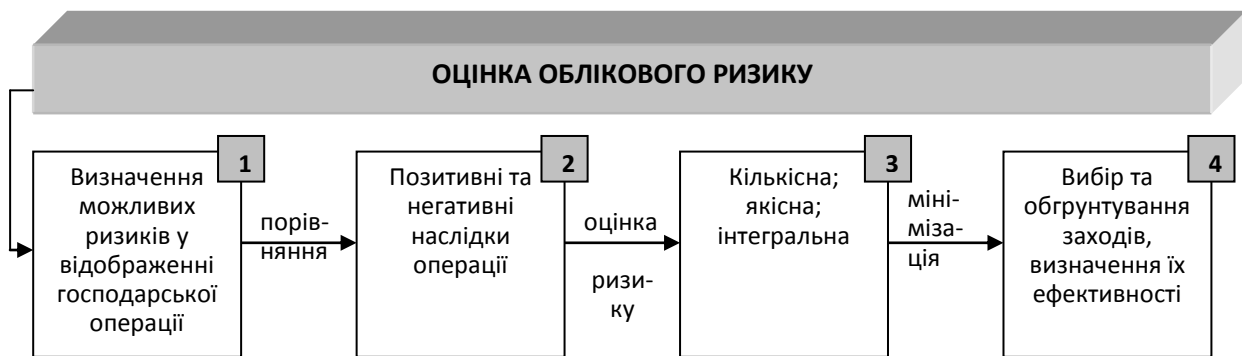 ОЦІНКА ОБЛІКОВОГО РИЗИКУ
1
Визначення
можливих
ризиків у
відображенні
господарської
операції
порів-
няння
2
Позитивні та
негативні
наслідки
операції
оцінка
ризи-
ку
3
Кількісна;
якісна;
інтегральна
міні-
міза-
ція
4
Вибір та
обгрунтування
заходів,
визначення їх
ефективності